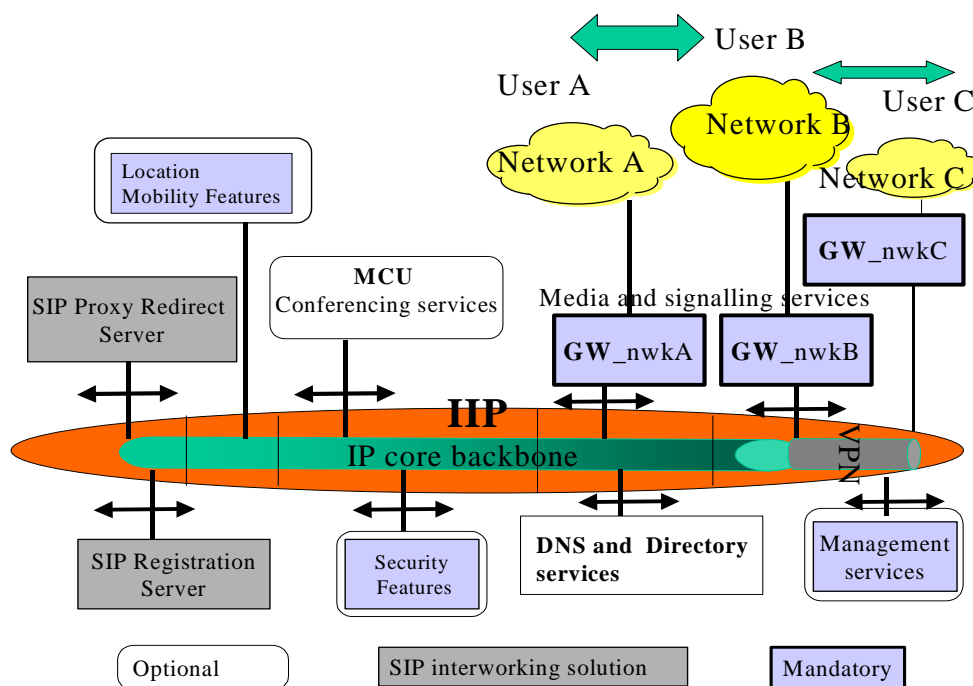 User B
User A
User C
Network B
Network A
Network C
Location
Mobility Features
GW_nwkC
MCU
Conferencing services
SIP Proxy Redirect
Server
Media and signalling services
GW_nwkA
GW_nwkB
IIP
IP core backbone
VPN
SIP Registration
Server
Security
Features
DNS and Directory
services
Management
services
Optional
SIP interworking solution
Mandatory